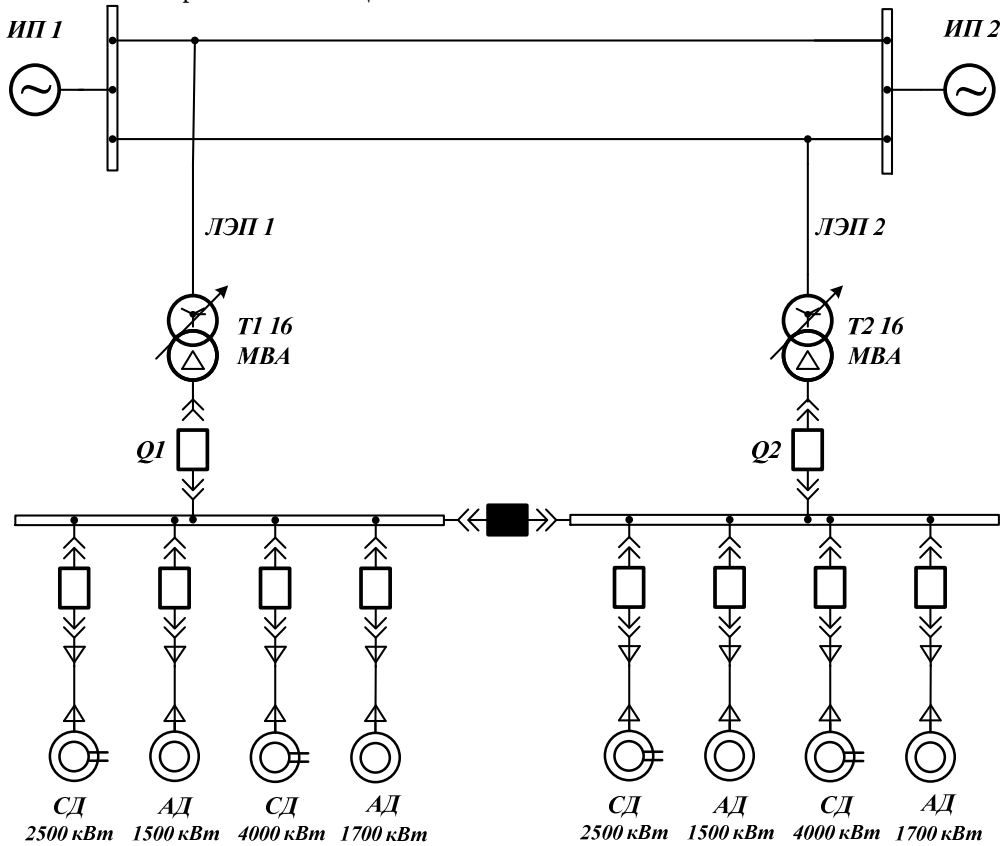 ИП 1
ИП 2
ЛЭП 1
ЛЭП 2
Т1 16
МВА
Т2 16
МВА
Q1
Q2
СД
2500 кВт
АД
1500 кВт
СД
4000 кВт
АД
1700 кВт
СД
2500 кВт
АД
1500 кВт
СД
4000 кВт
АД
1700 кВт